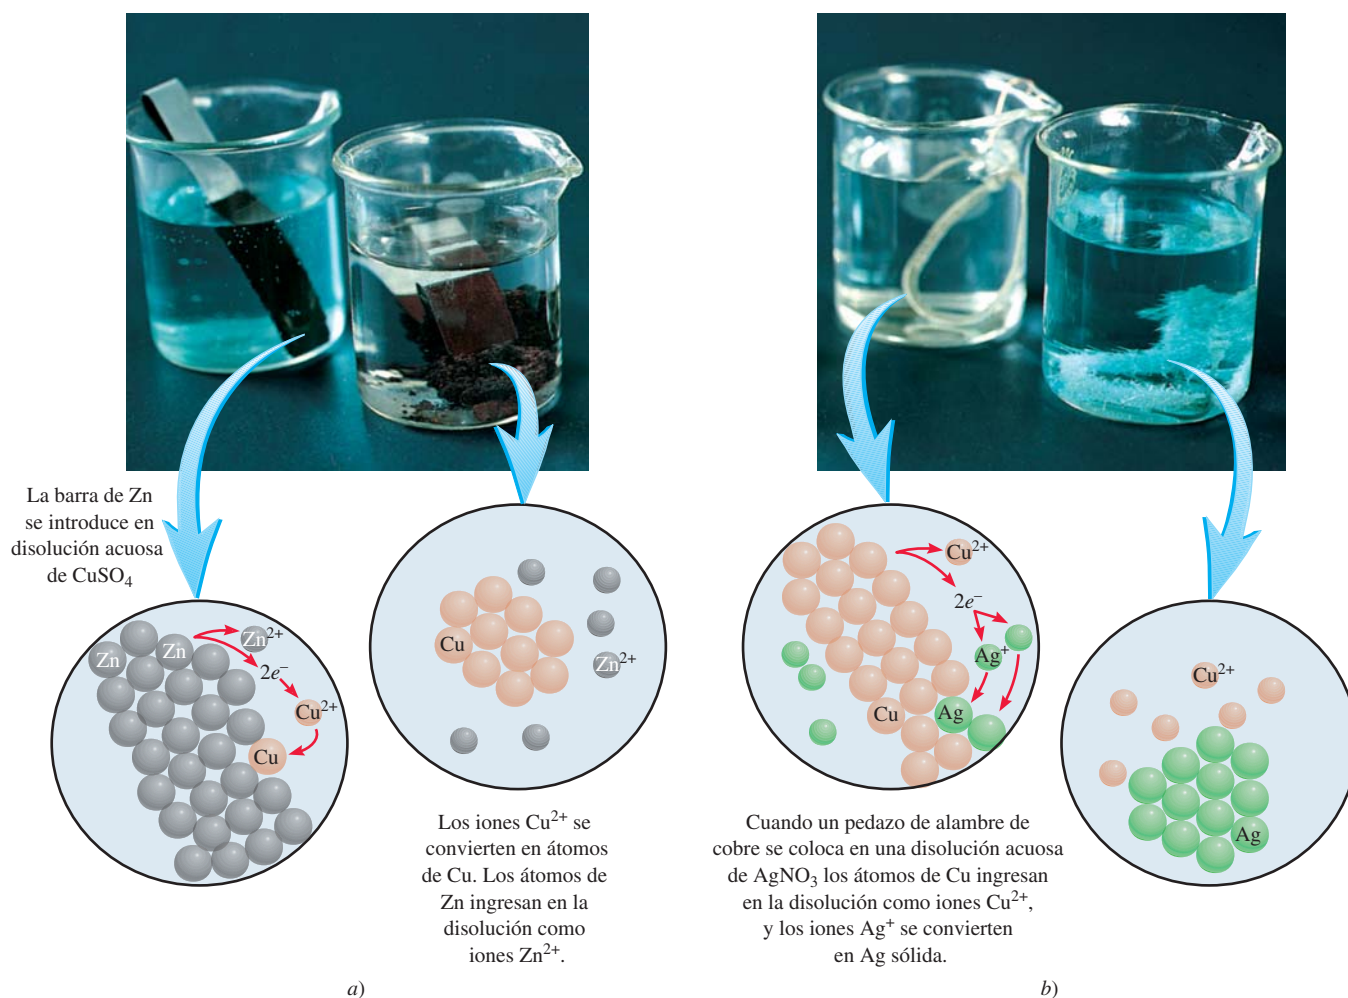 La barra de Zn
se introduce en
disolución acuosa
de CuSO₄
Zn
Zn
Zn²⁺
2e⁻
Cu²⁺
Cu
Cu
Zn²⁺
Los iones Cu²⁺ se
convierten en átomos
de Cu. Los átomos de
Zn ingresan en la
disolución como
iones Zn²⁺.
a)
Cu²⁺
2e⁻
Ag⁺
Cu
Ag
Cuando un pedazo de alambre de
cobre se coloca en una disolución acuosa
de AgNO₃ los átomos de Cu ingresan
en la disolución como iones Cu²⁺,
y los iones Ag⁺ se convierten
en Ag sólida.
Cu²⁺
Ag
b)